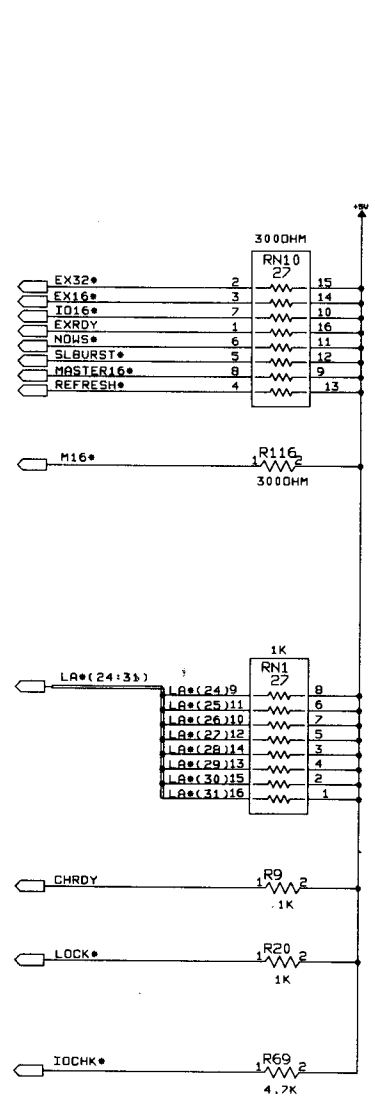 +5V
300OHM
RN10
27
EX32* 2 15
EX16* 3 14
IO16* 7 10
EXRDY 1 16
NOWS* 6 11
SLBURST* 5 12
MASTER16* 8 9
REFRESH* 4 13
M16* 1 R116 2
300OHM
1K
RN1
27
LA*(24:31)
LA*(24) 9 8
LA*(25) 11 6
LA*(26) 10 7
LA*(27) 12 5
LA*(28) 14 3
LA*(29) 13 4
LA*(30) 15 2
LA*(31) 16 1
CHRDY 1 R9 2
1K
LOCK* 1 R20 2
1K
IOCHK* 1 R69 2
4.7K